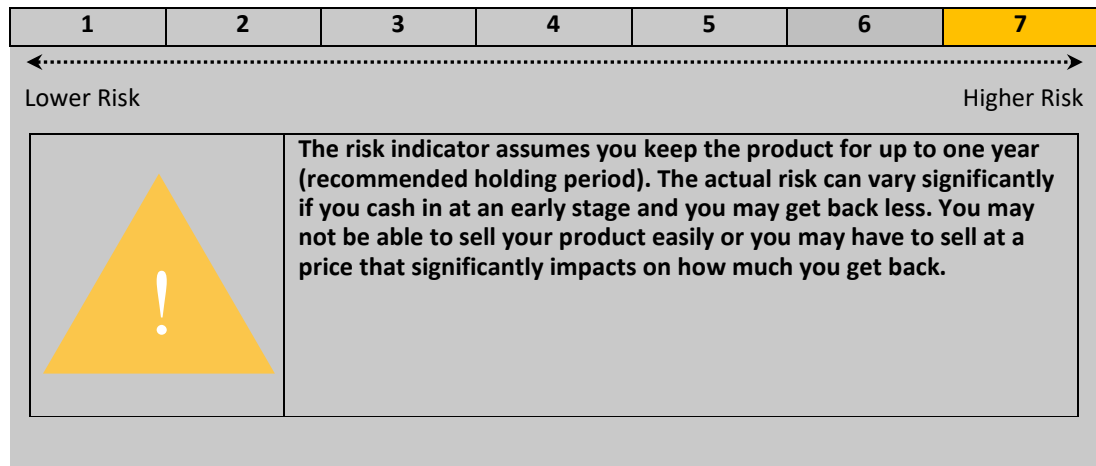 1 2 3 4 5 6 7
Lower Risk Higher Risk
The risk indicator assumes you keep the product for up to one year
(recommended holding period). The actual risk can vary significantly
if you cash in at an early stage and you may get back less. You may
not be able to sell your product easily or you may have to sell at a
price that significantly impacts on how much you get back.
!